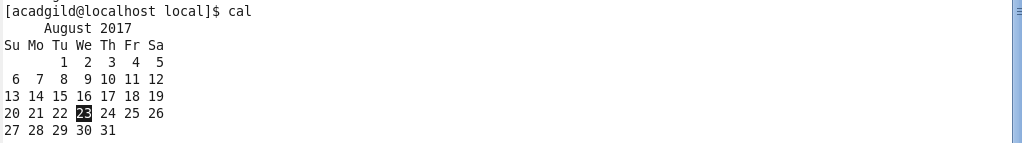 [acadgild@localhost local]$ cal
     August 2017
Su Mo Tu We Th Fr Sa
       1  2  3  4  5
 6  7  8  9 10 11 12
13 14 15 16 17 18 19
20 21 22 23 24 25 26
27 28 29 30 31